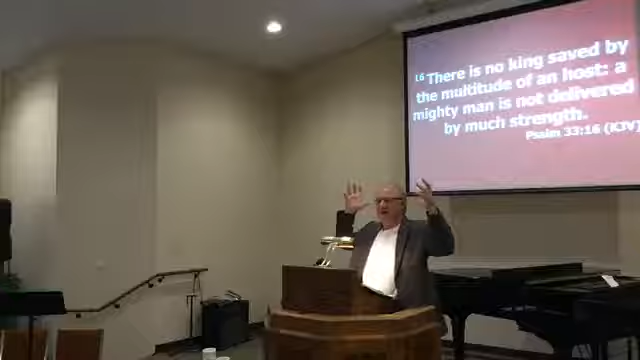 16 There is no king saved by
the multitude of an host: a
mighty man is not delivered
by much strength.
Psalm 33:16 (KJV)